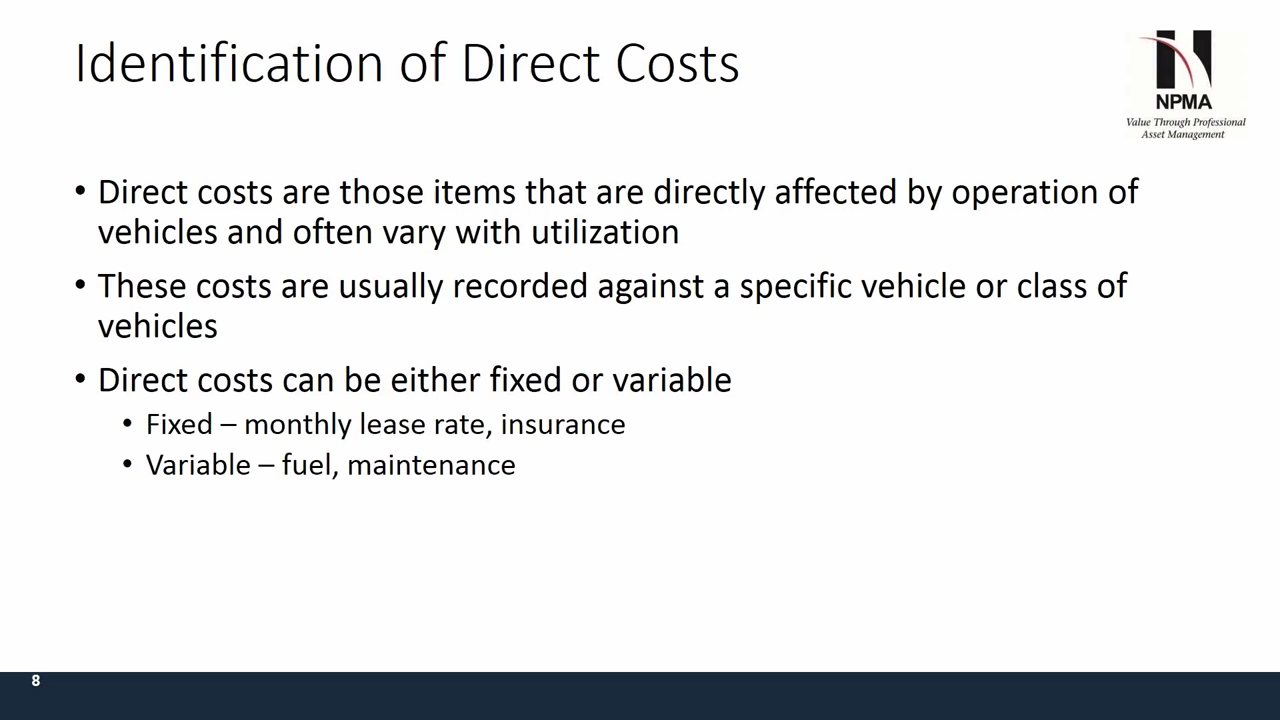 Identification of Direct Costs
NPMA
Value Through Professional
Asset Management
• Direct costs are those items that are directly affected by operation of
vehicles and often vary with utilization
• These costs are usually recorded against a specific vehicle or class of
vehicles
• Direct costs can be either fixed or variable
• Fixed – monthly lease rate, insurance
• Variable – fuel, maintenance
8